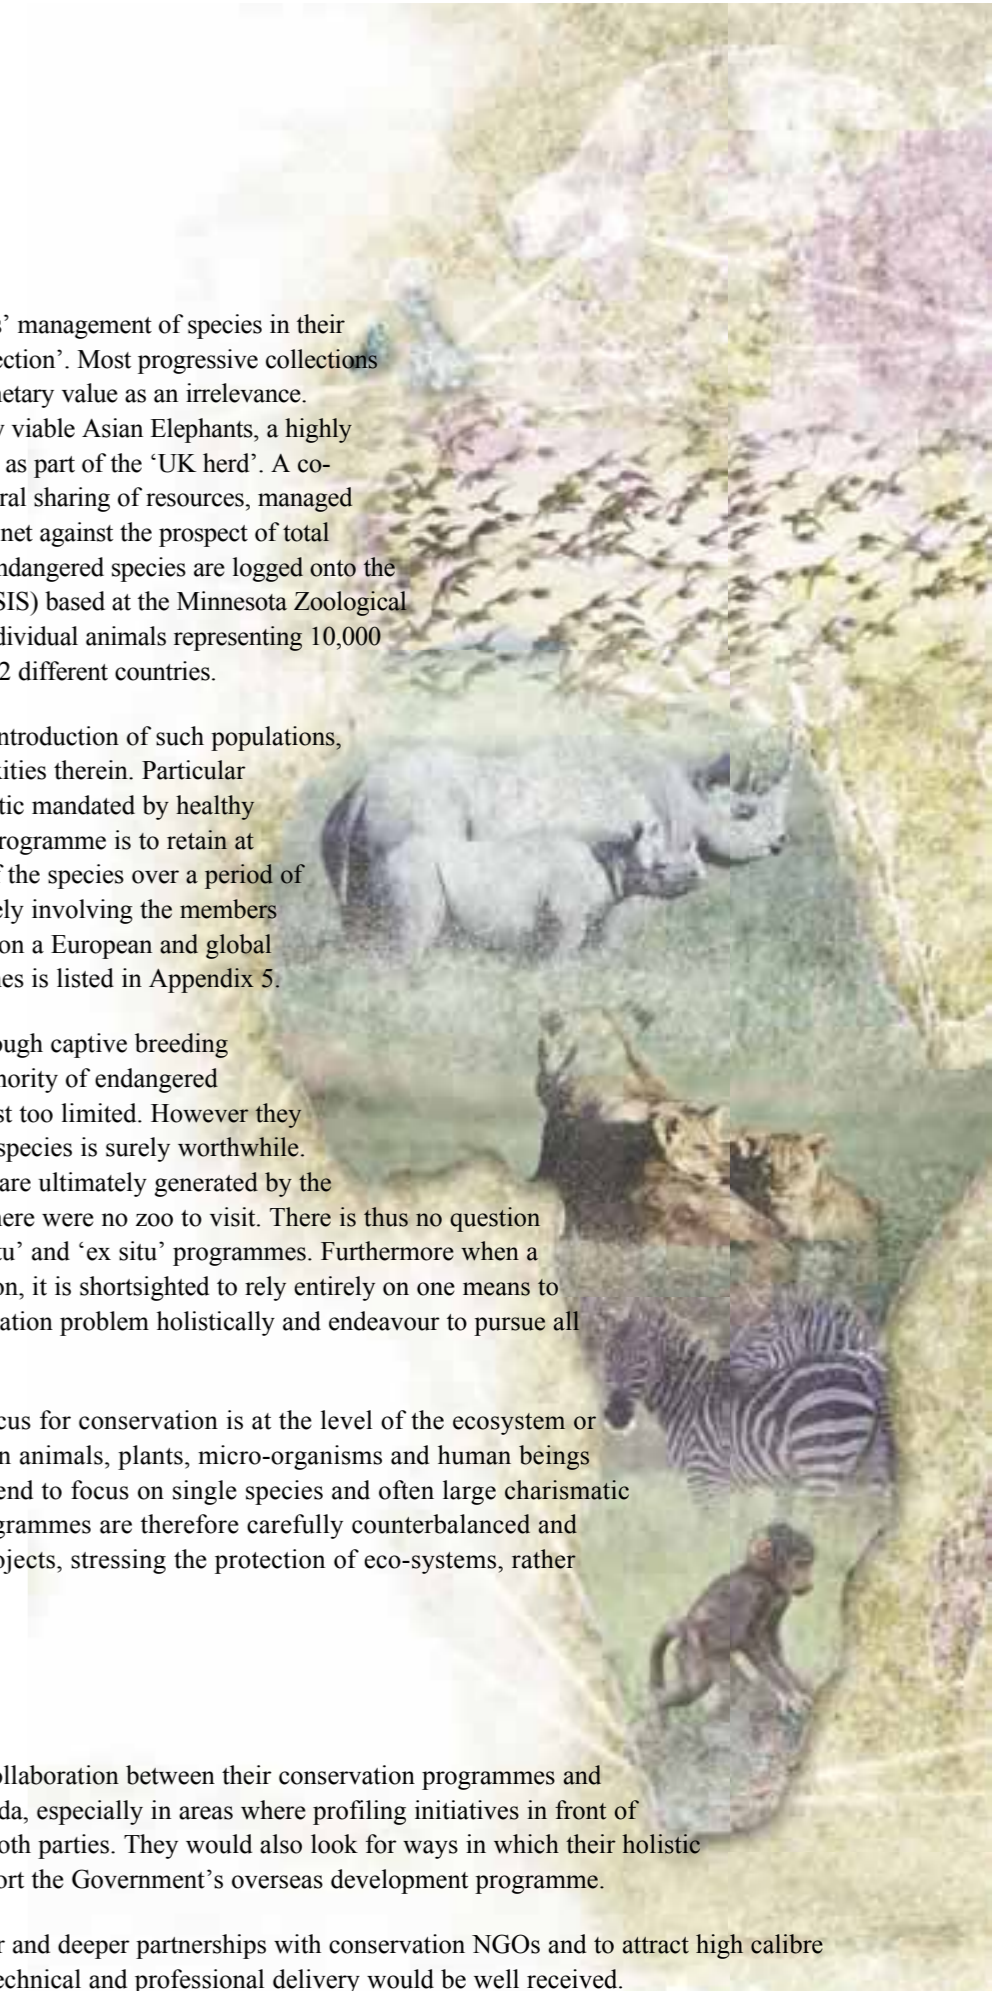 s’ management of species in their
ection’. Most progressive collections
netary value as an irrelevance.
y viable Asian Elephants, a highly
as part of the ‘UK herd’. A co-
ral sharing of resources, managed
net against the prospect of total
ndangered species are logged onto the
SIS) based at the Minnesota Zoological
dividual animals representing 10,000
2 different countries.
ntroduction of such populations,
xities therein. Particular
tic mandated by healthy
rogramme is to retain at
f the species over a period of
ely involving the members
on a European and global
nes is listed in Appendix 5.
ough captive breeding
nority of endangered
st too limited. However they
species is surely worthwhile.
are ultimately generated by the
here were no zoo to visit. There is thus no question
tu’ and ‘ex situ’ programmes. Furthermore when a
on, it is shortsighted to rely entirely on one means to
ation problem holistically and endeavour to pursue all
cus for conservation is at the level of the ecosystem or
n animals, plants, micro-organisms and human beings
end to focus on single species and often large charismatic
grammes are therefore carefully counterbalanced and
ojects, stressing the protection of eco-systems, rather
ollaboration between their conservation programmes and
da, especially in areas where profiling initiatives in front of
oth parties. They would also look for ways in which their holistic
ort the Government’s overseas development programme.
r and deeper partnerships with conservation NGOs and to attract high calibre
echnical and professional delivery would be well received.